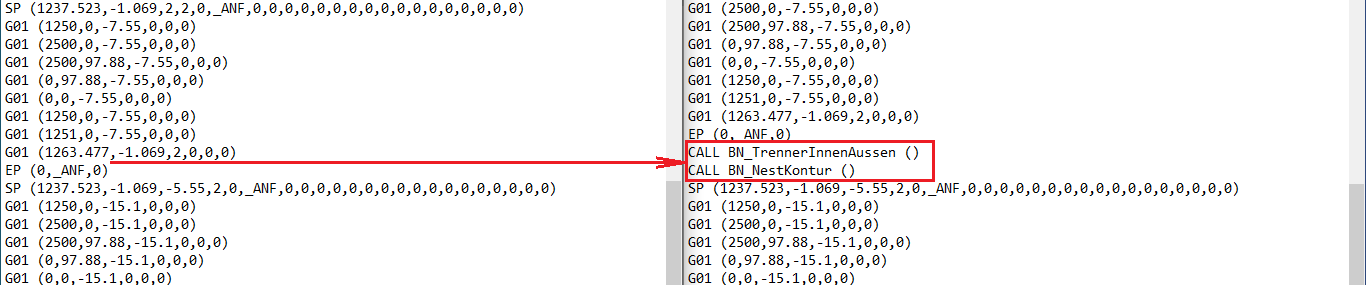 SP (1237.523,-1.069,2,2,0,_ANF,0,0,0,0,0,0,0,0,0,0,0,0,0,0,0,0,0)
G01 (1250,0,-7.55,0,0,0)
G01 (2500,0,-7.55,0,0,0)
G01 (2500,97.88,-7.55,0,0,0)
G01 (0,97.88,-7.55,0,0,0)
G01 (0,0,-7.55,0,0,0)
G01 (1250,0,-7.55,0,0,0)
G01 (1251,0,-7.55,0,0,0)
G01 (1263.477,-1.069,2,0,0,0)
EP (0,_ANF,0)
SP (1237.523,-1.069,-5.55,2,0,_ANF,0,0,0,0,0,0,0,0,0,0,0,0,0,0,0,0,0)
G01 (1250,0,-15.1,0,0,0)
G01 (2500,0,-15.1,0,0,0)
G01 (2500,97.88,-15.1,0,0,0)
G01 (0,97.88,-15.1,0,0,0)
G01 (0,0,-15.1,0,0,0)
G01 (2500,0,-7.55,0,0,0)
G01 (2500,97.88,-7.55,0,0,0)
G01 (0,97.88,-7.55,0,0,0)
G01 (0,0,-7.55,0,0,0)
G01 (1250,0,-7.55,0,0,0)
G01 (1251,0,-7.55,0,0,0)
G01 (1263.477,-1.069,2,0,0,0)
EP (0,_ANF,0)
CALL BN_TrennerInnenAussen ()
CALL BN_NestKontur ()
SP (1237.523,-1.069,-5.55,2,0,_ANF,0,0,0,0,0,0,0,0,0,0,0,0,0,0,0,0,0)
G01 (1250,0,-15.1,0,0,0)
G01 (2500,0,-15.1,0,0,0)
G01 (2500,97.88,-15.1,0,0,0)
G01 (0,97.88,-15.1,0,0,0)
G01 (0,0,-15.1,0,0,0)